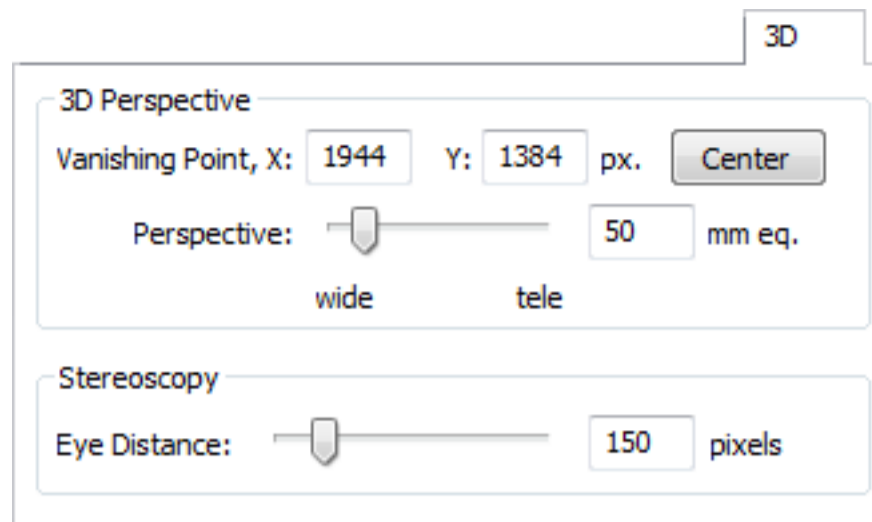 3D
3D Perspective
Vanishing Point, X: 1944 Y: 1384 px. Center
Perspective: 50 mm eq.
wide tele
Stereoscopy
Eye Distance: 150 pixels